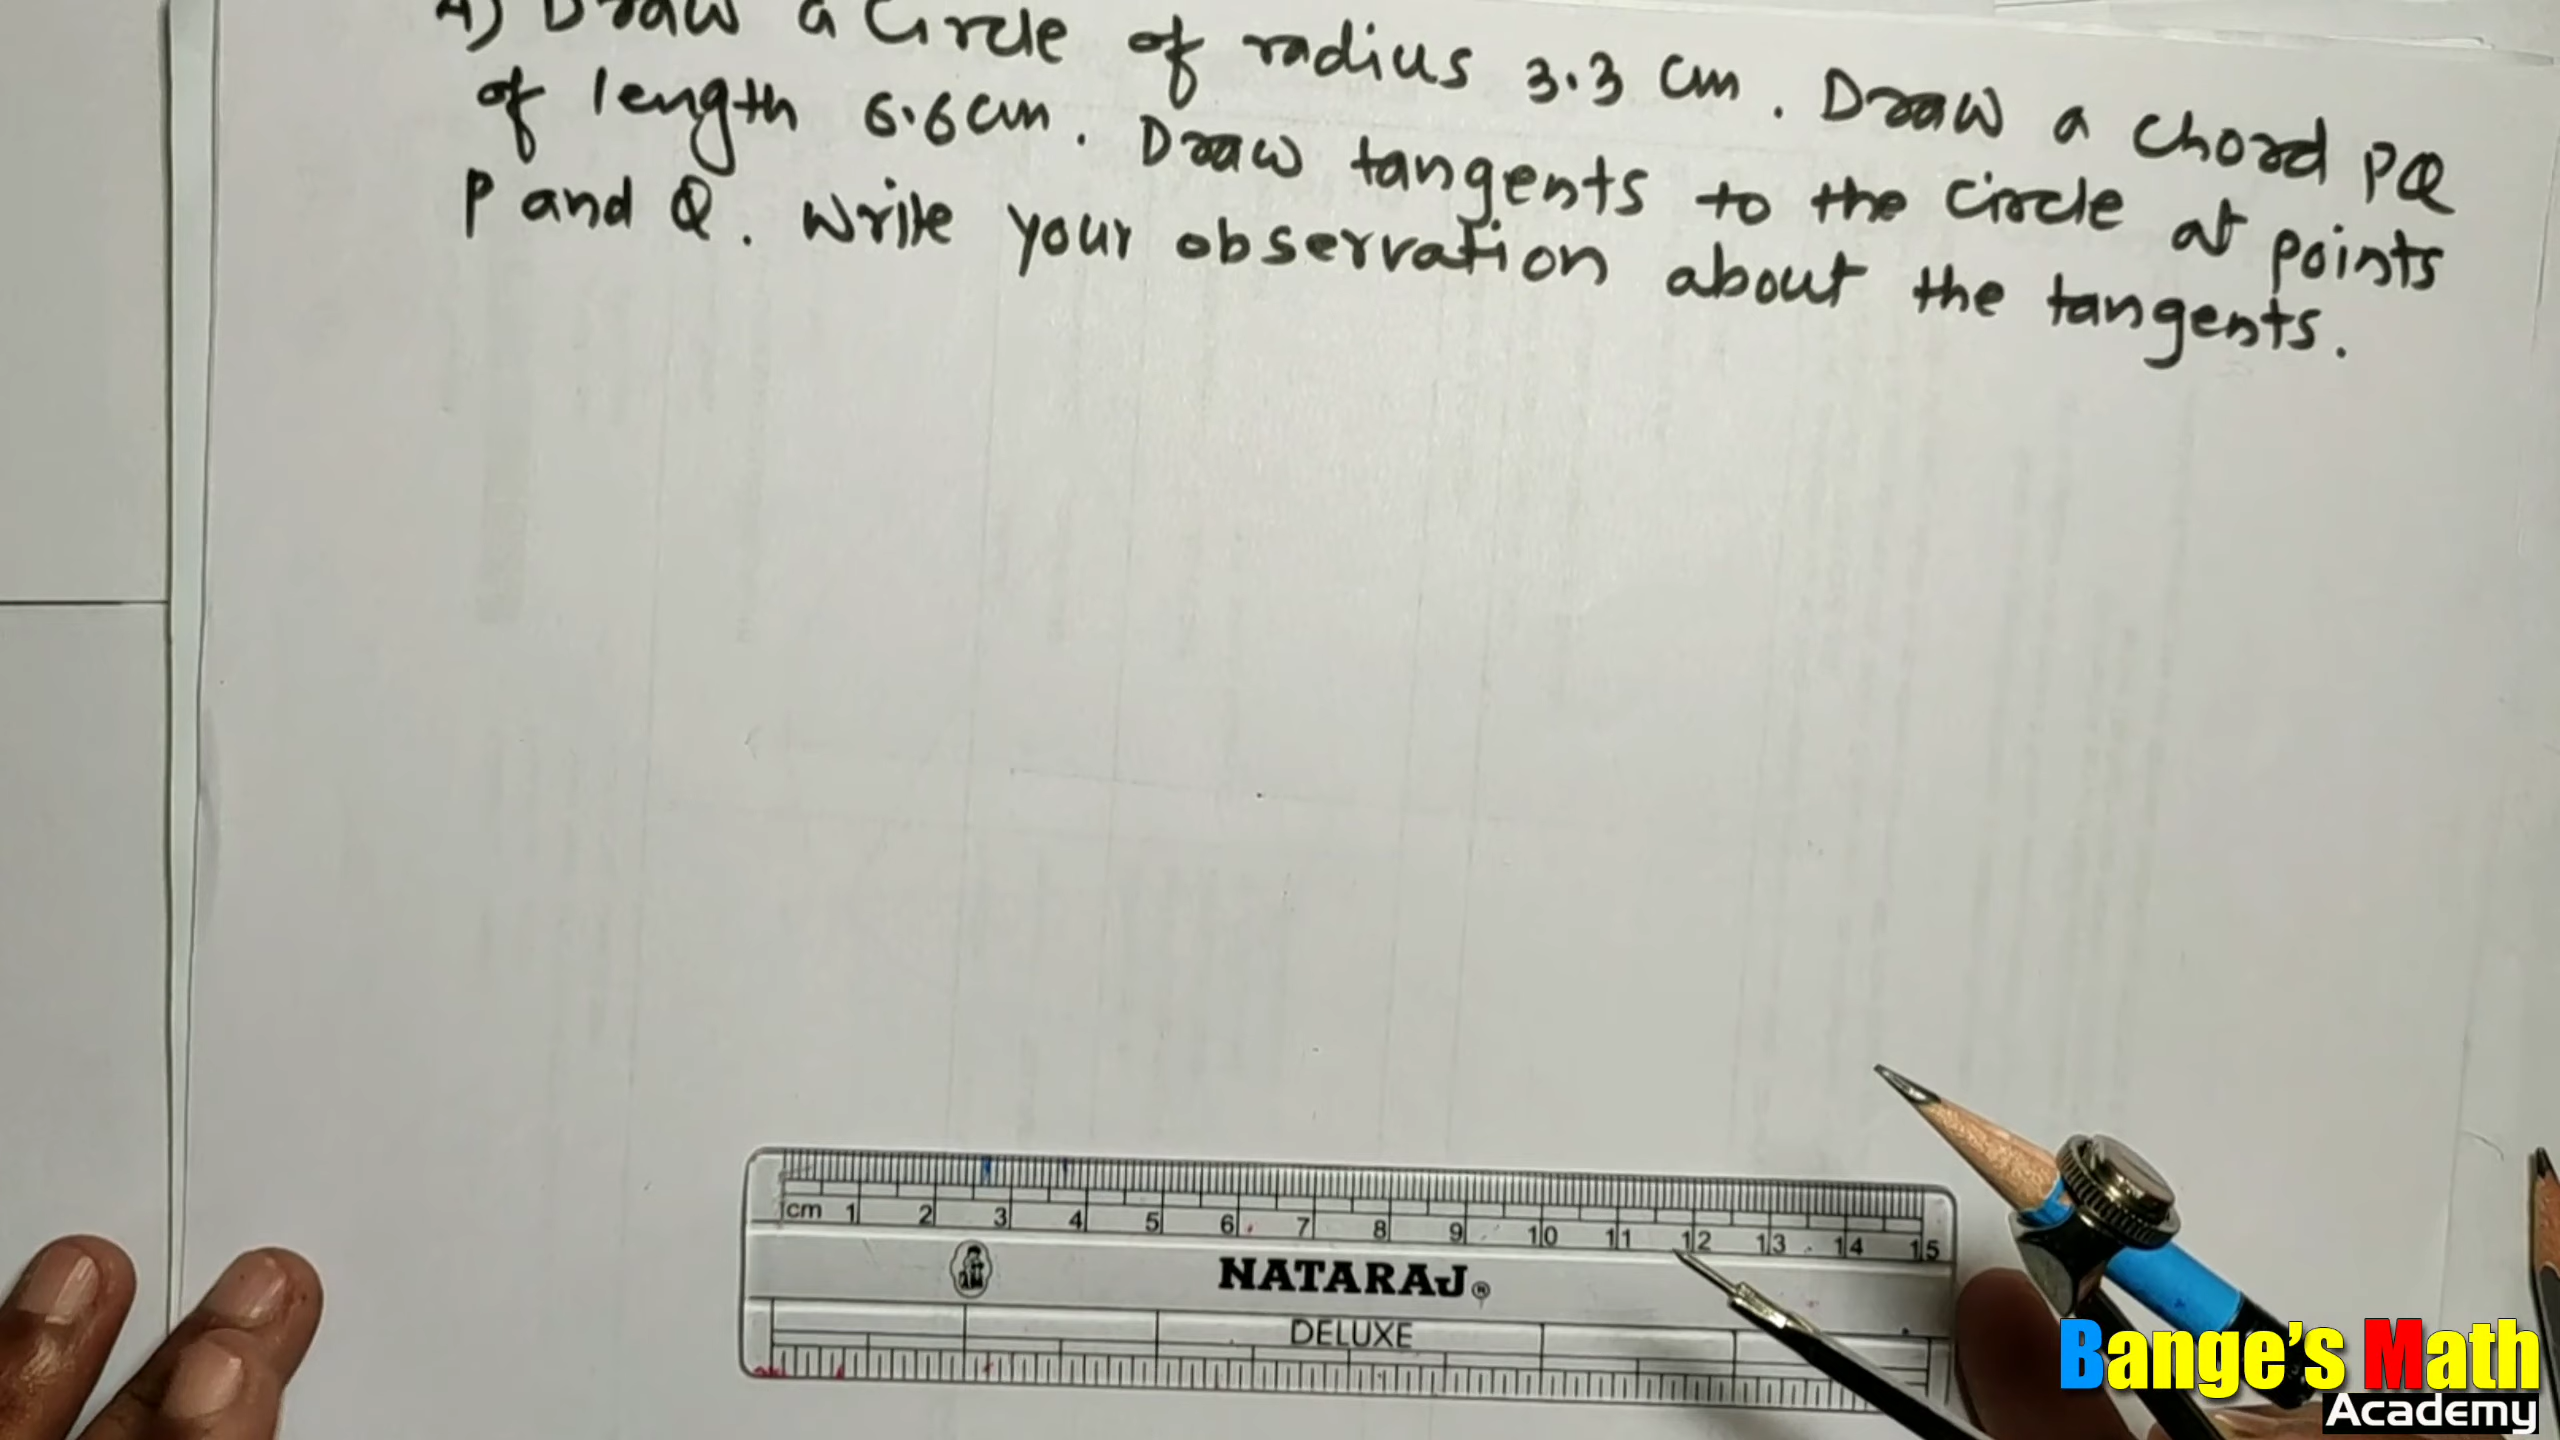 4) Draw a Circle of radius 3.3 cm. Draw a chord PQ
of length 6.6cm. Draw tangents to the circle at points
P and Q. Write your observation about the tangents.
cm 1 2 3 4 5 6 7 8 9 10 11 12 13 14 15
NATARAJ®
DELUXE
Bange's Math
Academy